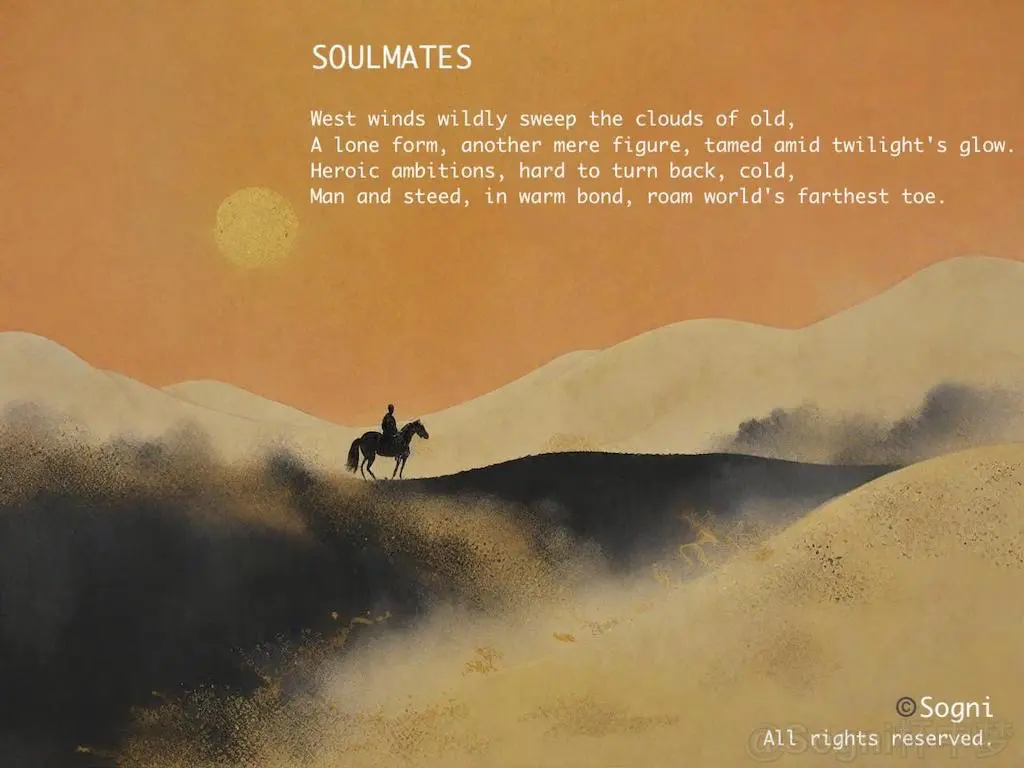 SOULMATES
West winds wildly sweep the clouds of old,
A lone form, another mere figure, tamed amid twilight's glow.
Heroic ambitions, hard to turn back, cold,
Man and steed, in warm bond, roam world's farthest toe.
©Sogni
All rights reserved.